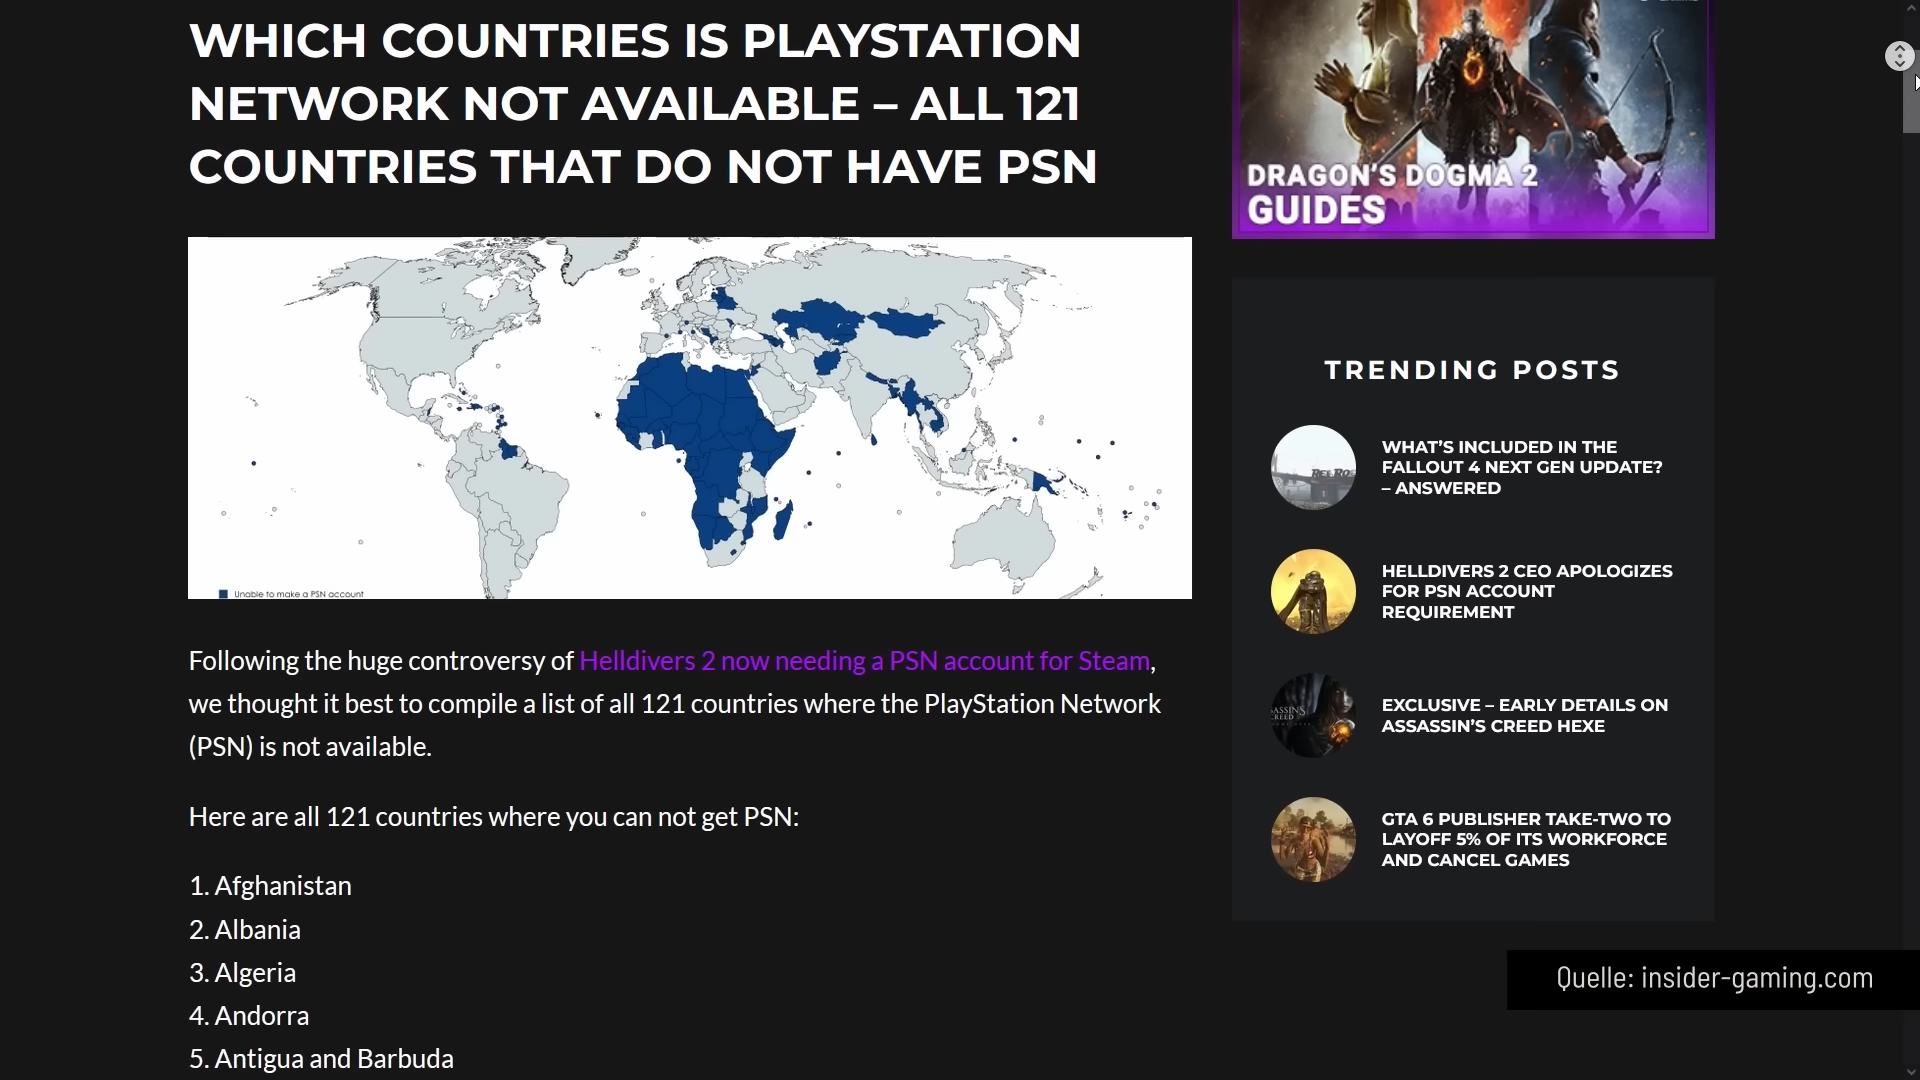 WHICH COUNTRIES IS PLAYSTATION
NETWORK NOT AVAILABLE – ALL 121
COUNTRIES THAT DO NOT HAVE PSN
Unable to make a PSN account
Following the huge controversy of Helldivers 2 now needing a PSN account for Steam,
we thought it best to compile a list of all 121 countries where the PlayStation Network
(PSN) is not available.
Here are all 121 countries where you can not get PSN:
1. Afghanistan
2. Albania
3. Algeria
4. Andorra
5. Antigua and Barbuda
DRAGON'S DOGMA 2
GUIDES
TRENDING POSTS
WHAT'S INCLUDED IN THE
FALLOUT 4 NEXT GEN UPDATE?
– ANSWERED
HELLDIVERS 2 CEO APOLOGIZES
FOR PSN ACCOUNT
REQUIREMENT
EXCLUSIVE – EARLY DETAILS ON
ASSASSIN'S CREED HEXE
GTA 6 PUBLISHER TAKE-TWO TO
LAYOFF 5% OF ITS WORKFORCE
AND CANCEL GAMES
Quelle: insider-gaming.com